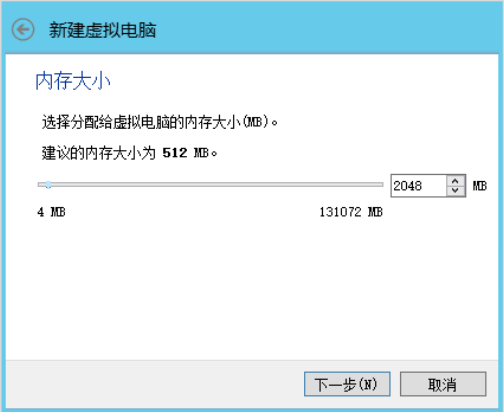 新建虚拟电脑
内存大小
选择分配给虚拟电脑的内存大小(MB)。
建议的内存大小为 512 MB。
2048 MB
4 MB 131072 MB
下一步(N) 取消